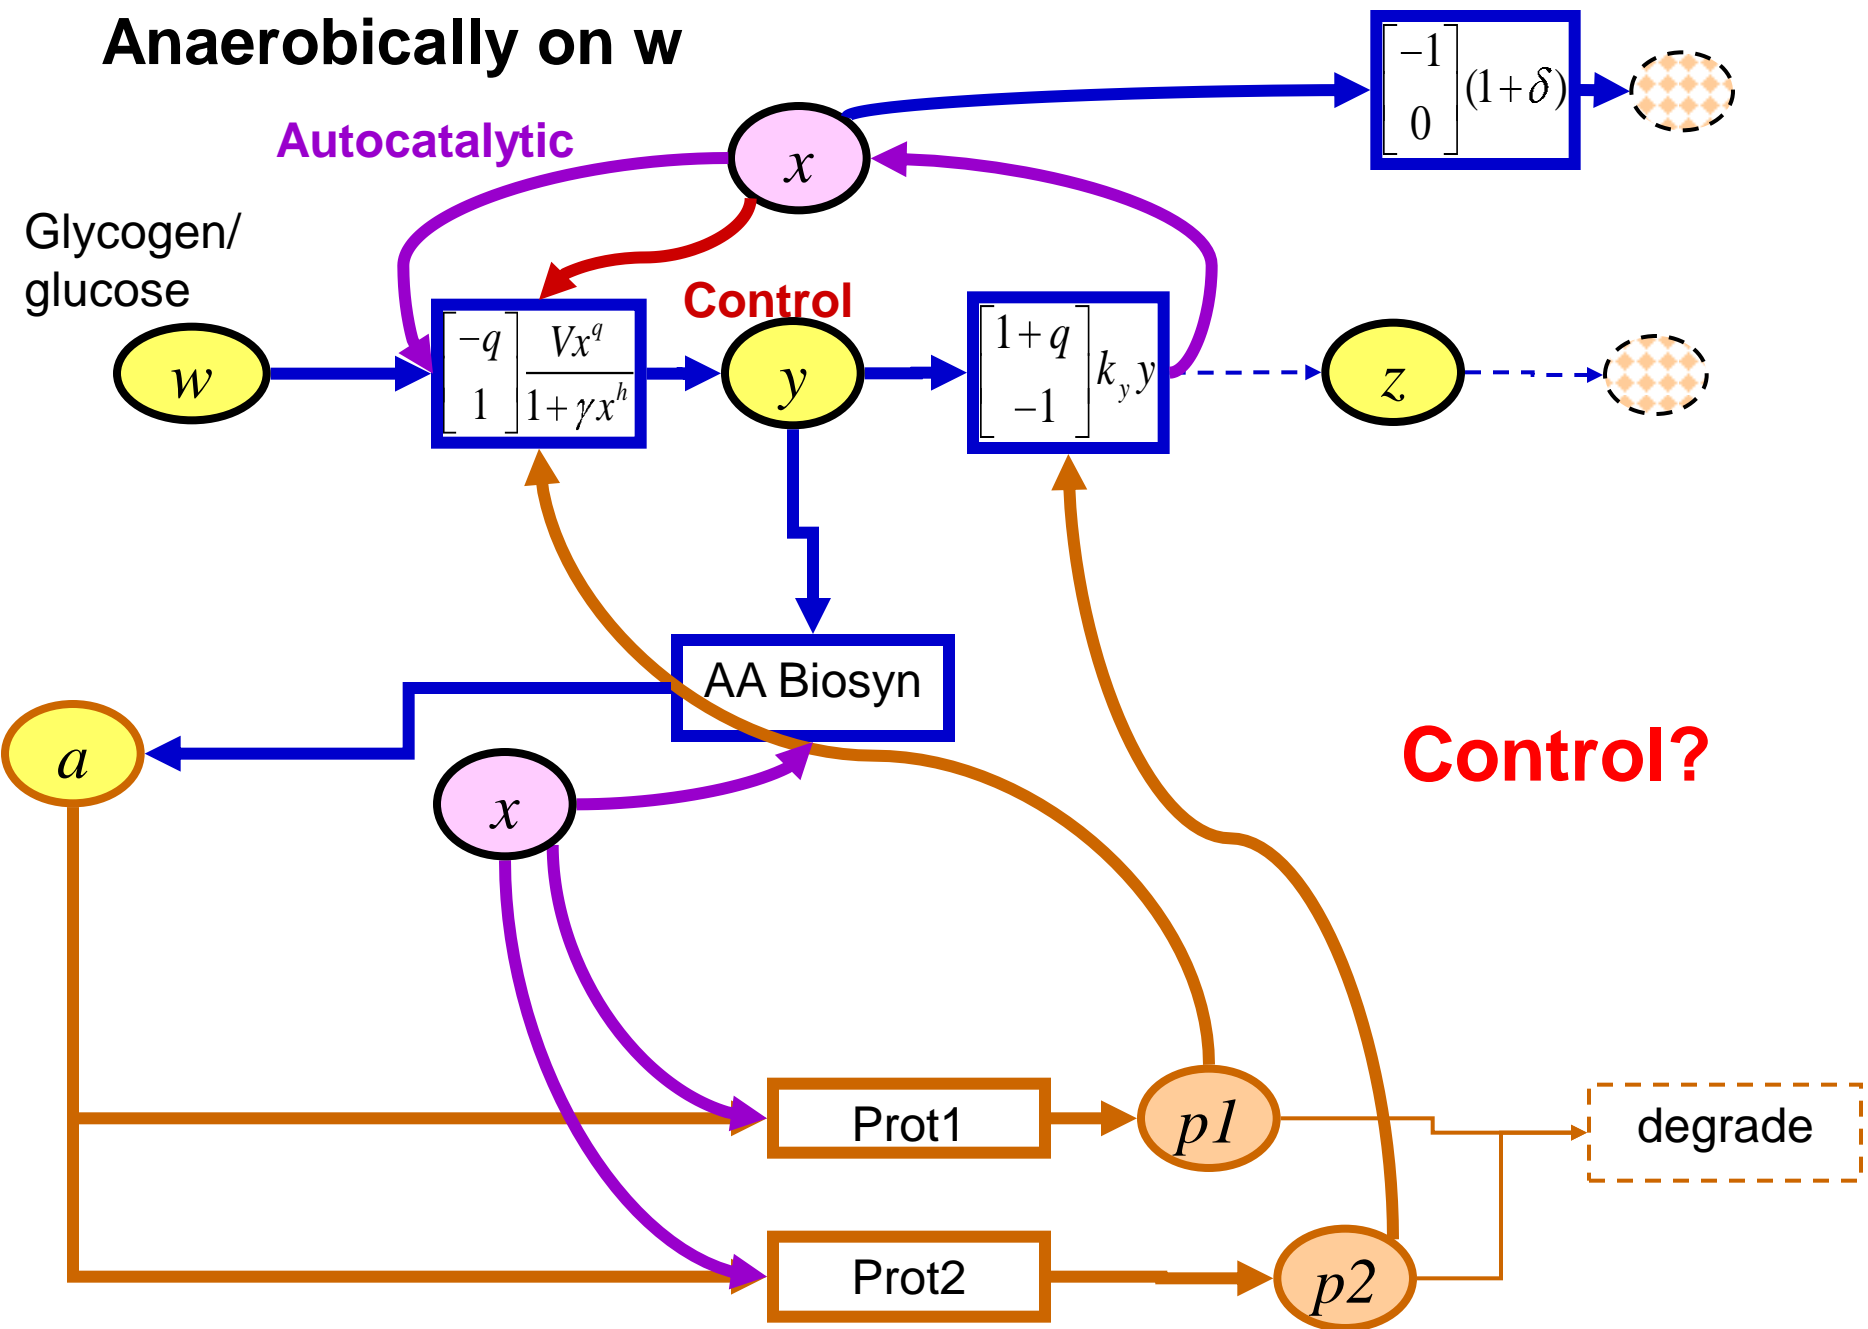 Anaerobically on w
[−1 0] (1+δ)
Autocatalytic
x
Glycogen/
glucose
Control
w
[−q 1] Vx^q / 1+γx^h
y
[1+q −1] k_y y
z
AA Biosyn
Control?
a
x
Prot1
p1
degrade
Prot2
p2